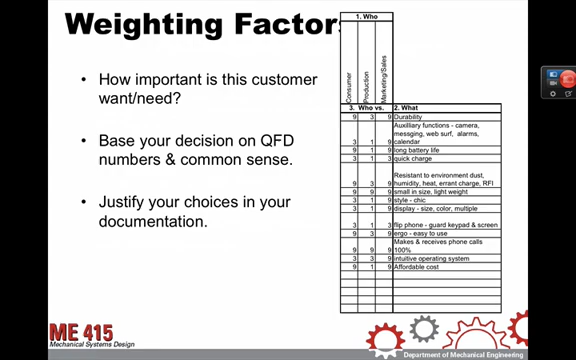 Weighting Factors
• How important is this customer
want/need?
• Base your decision on QFD
numbers & common sense.
• Justify your choices in your
documentation.
1. Who
Consumer
Production
Marketing/Sales
3. Who vs. 2. What
9 3 9 Durability
Auxilliary functions - camera,
messging, web surf, alarms,
3 1 9 calendar
9 1 9 long battery life
3 1 3 quick charge
Resistant to environment dust,
9 3 9 humidity, heat, errant charge, RFI
9 9 9 small in size, light weight
3 1 9 style - chic
3 1 9 display - size, color, multiple
3 1 3 flip phone - guard keypad & screen
9 3 9 ergo - easy to use
Makes & receives phone calls
9 9 9 100%
3 3 9 intuitive operating system
9 1 9 Affordable cost
ME 415
Mechanical Systems Design
Department of Mechanical Engineering